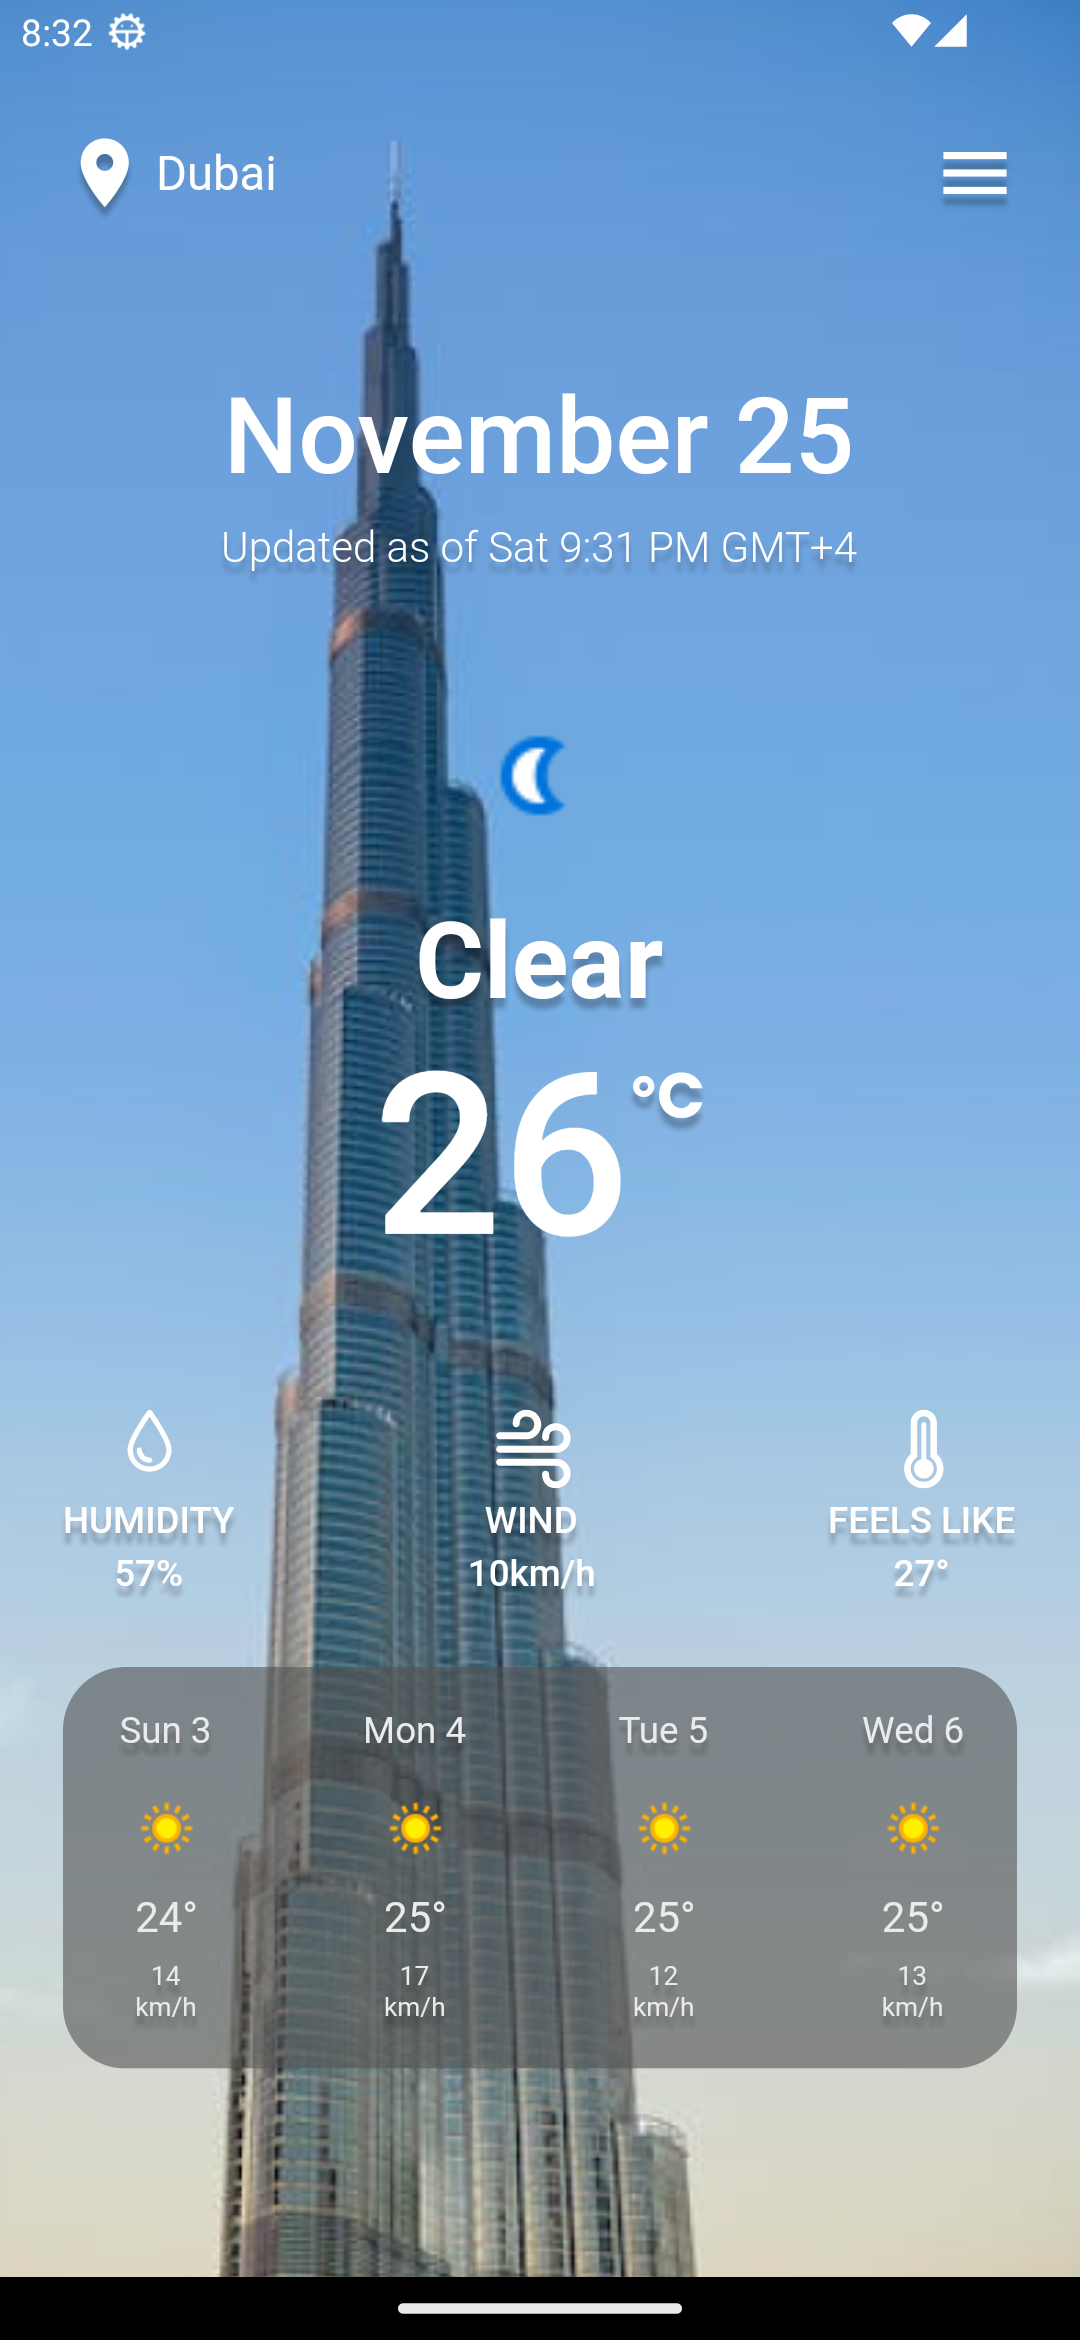 8:32
Dubai
November 25
Updated as of Sat 9:31 PM GMT+4
Clear
26 °C
HUMIDITY WIND FEELS LIKE
57% 10km/h 27°
Sun 3 Mon 4 Tue 5 Wed 6
24° 25° 25° 25°
14 17 12 13
km/h km/h km/h km/h